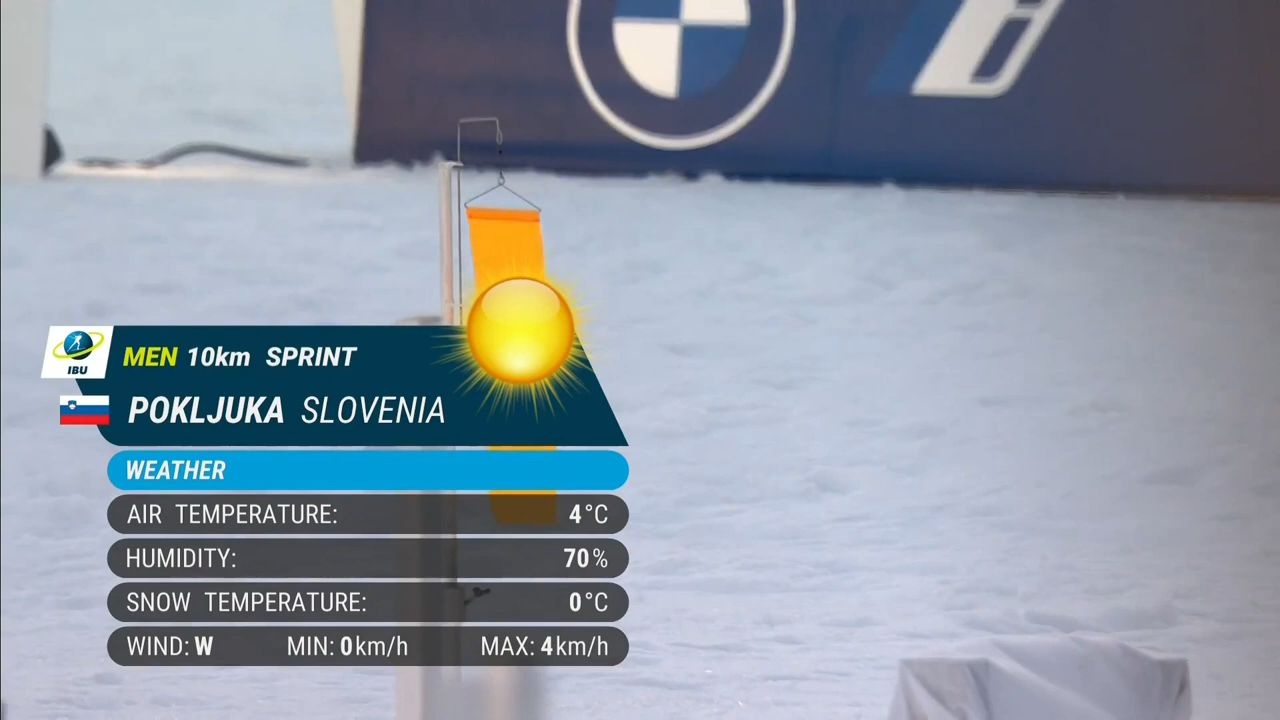 IBU
MEN 10km SPRINT
POKLJUKA SLOVENIA
WEATHER
AIR TEMPERATURE: 4°C
HUMIDITY: 70%
SNOW TEMPERATURE: 0°C
WIND: W MIN: 0km/h MAX: 4km/h